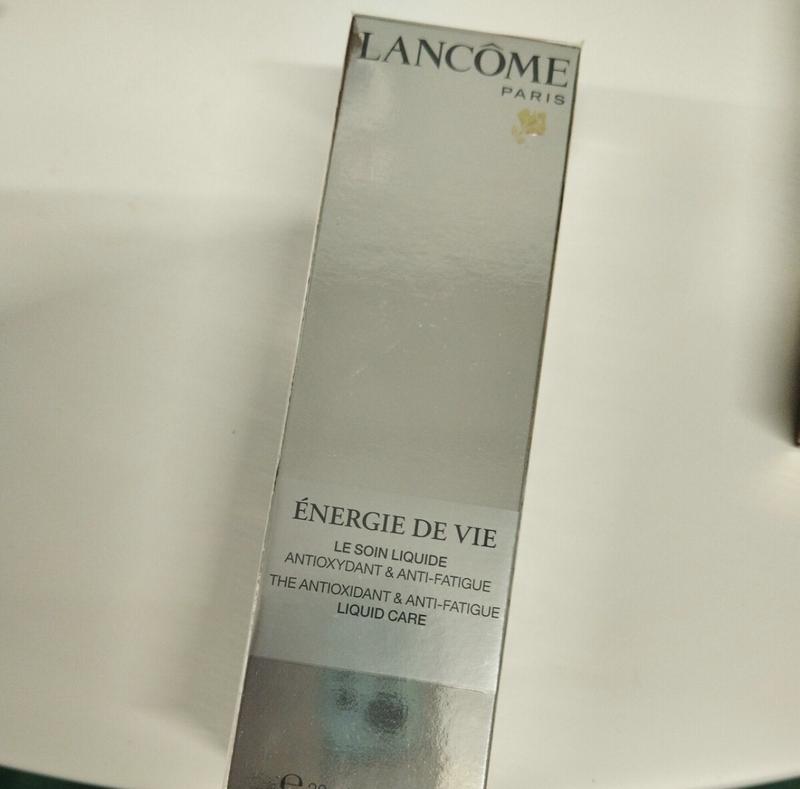 LANCÔME
PARIS
ÉNERGIE DE VIE
LE SOIN LIQUIDE
ANTIOXYDANT & ANTI-FATIGUE
THE ANTIOXIDANT & ANTI-FATIGUE
LIQUID CARE
℮